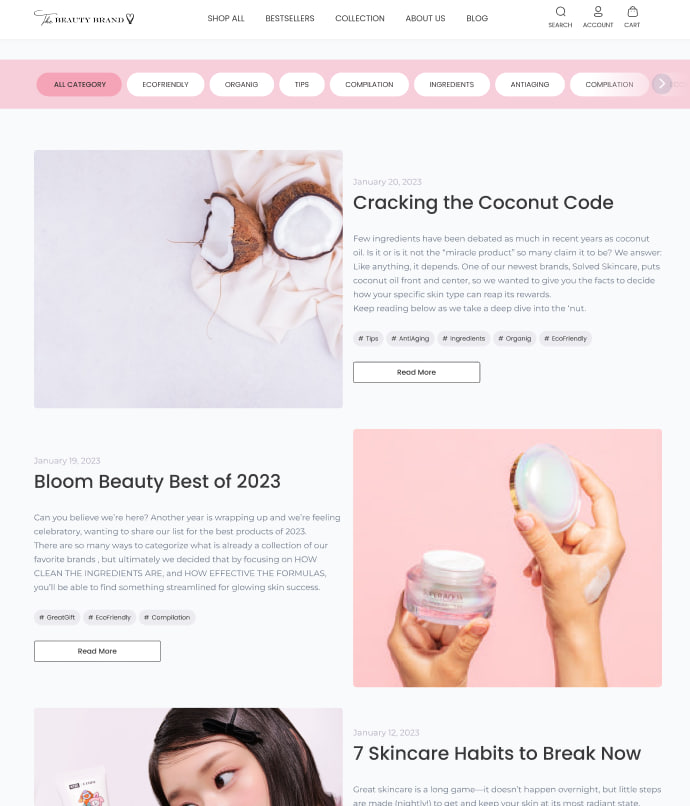 The BEAUTY BRAND
SHOP ALL
BESTSELLERS
COLLECTION
ABOUT US
BLOG
SEARCH
ACCOUNT
CART
ALL CATEGORY
ECOFRIENDLY
ORGANIG
TIPS
COMPILATION
INGREDIENTS
ANTIAGING
COMPILATION
January 20, 2023
Cracking the Coconut Code
Few ingredients have been debated as much in recent years as coconut
oil. Is it or is it not the “miracle product” so many claim it to be? We answer:
Like anything, it depends. One of our newest brands, Solved Skincare, puts
coconut oil front and center, so we wanted to give you the facts to decide
how your specific skin type can reap its rewards.
Keep reading below as we take a deep dive into the ‘nut.
# Tips
# AntiAging
# Ingredients
# Organig
# EcoFriendly
Read More
January 19, 2023
Bloom Beauty Best of 2023
Can you believe we’re here? Another year is wrapping up and we’re feeling
celebratory, wanting to share our list for the best products of 2023.
There are so many ways to categorize what is already a collection of our
favorite brands , but ultimately we decided that by focusing on HOW
CLEAN THE INGREDIENTS ARE, and HOW EFFECTIVE THE FORMULAS,
you’ll be able to find something streamlined for glowing skin success.
# GreatGift
# EcoFriendly
# Compilation
Read More
January 12, 2023
7 Skincare Habits to Break Now
Great skincare is a long game—it doesn’t happen overnight, but little steps
are made (nightly!) to get and keep your skin at its most radiant state.